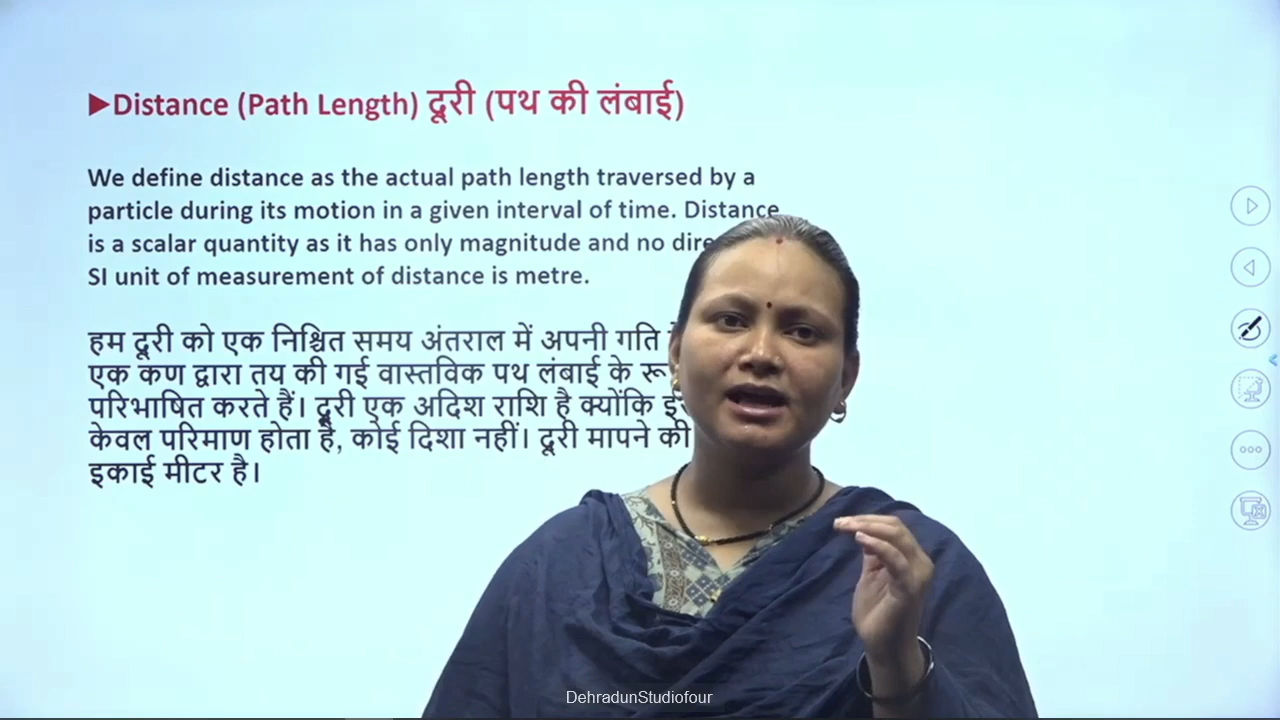 ▶Distance (Path Length) दूरी (पथ की लंबाई)
We define distance as the actual path length traversed by a
particle during its motion in a given interval of time. Distance
is a scalar quantity as it has only magnitude and no
SI unit of measurement of distance is metre.
हम दूरी को एक निश्चित समय अंतराल में अपनी गति
एक कण द्वारा तय की गई वास्तविक पथ लंबाई के
परिभाषित करते हैं। दूरी एक अदिश राशि है क्योंकि
केवल परिमाण होता है, कोई दिशा नहीं। दूरी मापने की
इकाई मीटर है।
DehradunStudiofour